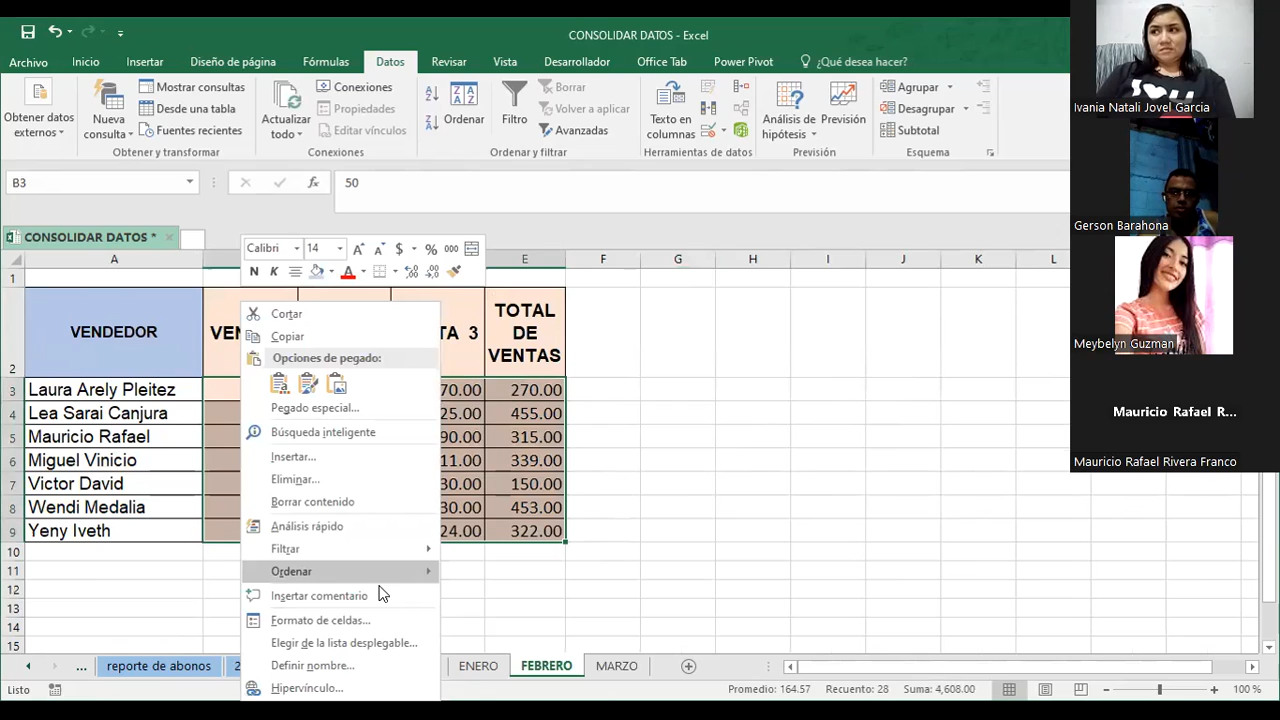 CONSOLIDAR DATOS - Excel
Archivo Inicio Insertar Diseño de página Fórmulas Datos Revisar Vista Desarrollador Office Tab Power Pivot ¿Qué desea hacer?
Obtener datos externos
Nueva consulta
Mostrar consultas
Desde una tabla
Fuentes recientes
Obtener y transformar
Actualizar todo
Conexiones
Propiedades
Editar vínculos
Conexiones
Ordenar
Filtro
Borrar
Volver a aplicar
Avanzadas
Ordenar y filtrar
Texto en columnas
Herramientas de datos
Análisis de hipótesis
Previsión
Previsión
Agrupar
Desagrupar
Subtotal
Esquema
B3 fx 50
CONSOLIDAR DATOS *
Calibri 14 $ % 000
N K A
A E F G H I J K L
1
2 VENDEDOR VEN TA 3 TOTAL DE VENTAS
3 Laura Arely Pleitez 70.00 270.00
4 Lea Sarai Canjura 25.00 455.00
5 Mauricio Rafael 90.00 315.00
6 Miguel Vinicio 11.00 339.00
7 Victor David 30.00 150.00
8 Wendi Medalia 30.00 453.00
9 Yeny Iveth 24.00 322.00
10
11
12
13
14
15
Cortar
Copiar
Opciones de pegado:
Pegado especial...
Búsqueda inteligente
Insertar...
Eliminar...
Borrar contenido
Análisis rápido
Filtrar
Ordenar
Insertar comentario
Formato de celdas...
Elegir de la lista desplegable...
Definir nombre...
Hipervínculo...
... reporte de abonos 2 ENERO FEBRERO MARZO
Listo Promedio: 164.57 Recuento: 28 Suma: 4,608.00 100 %
Ivania Natali Jovel Garcia
Gerson Barahona
Meybelyn Guzman
Mauricio Rafael R...
Mauricio Rafael Rivera Franco